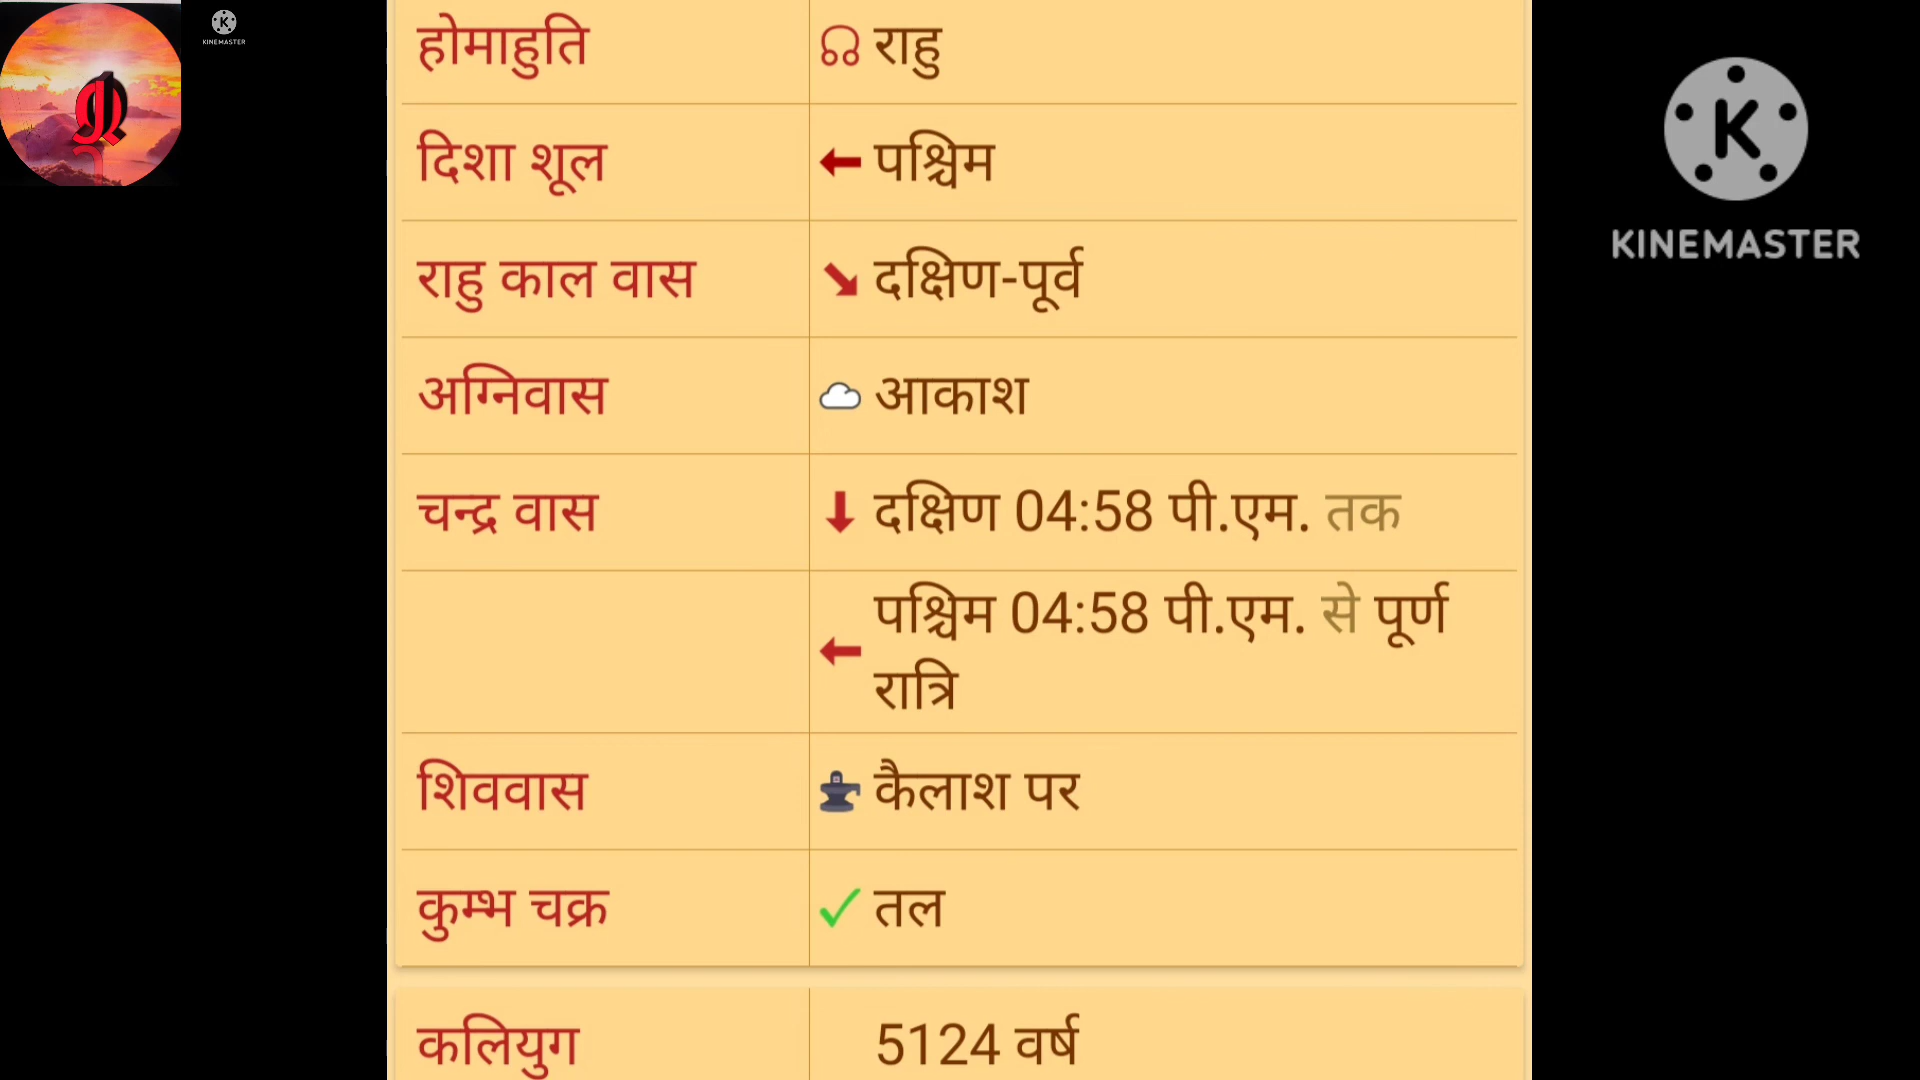 KINEMASTER
होमाहुति राहु
दिशा शूल पश्चिम
राहु काल वास दक्षिण-पूर्व
अग्निवास आकाश
चन्द्र वास दक्षिण 04:58 पी.एम. तक
पश्चिम 04:58 पी.एम. से पूर्ण
रात्रि
शिववास कैलाश पर
कुम्भ चक्र तल
कलियुग 5124 वर्ष
K
KINEMASTER